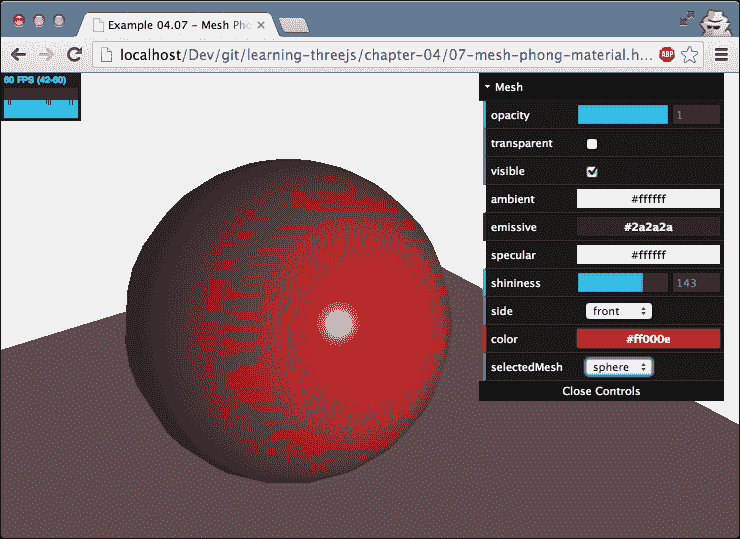 Example 04.07 - Mesh Pho
localhost/Dev/git/learning-threejs/chapter-04/07-mesh-phong-material.h...
ABP
60 FPS (42-60)
Mesh
opacity 1
transparent
visible
ambient #ffffff
emissive #2a2a2a
specular #ffffff
shininess 143
side front
color #ff000e
selectedMesh sphere
Close Controls